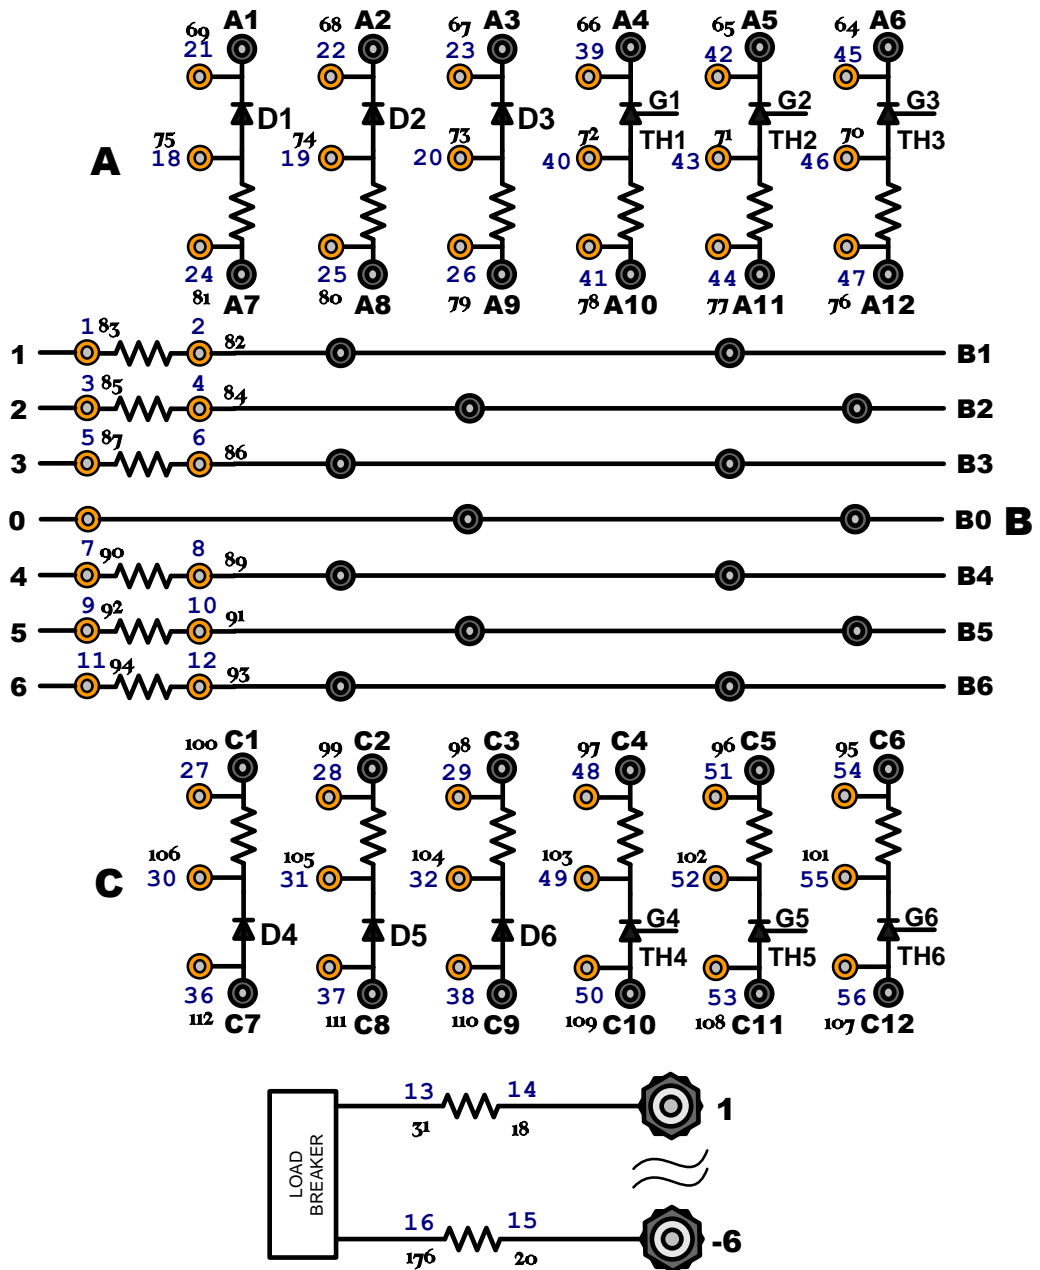 69 A1 68 A2 67 A3 66 A4 65 A5 64 A6
21 22 23 39 42 45
D1 D2 D3 G1 G2 G3
TH1 TH2 TH3
75 74 73 72 71 70
A 18 19 20 40 43 46
24 25 26 41 44 47
81 A7 80 A8 79 A9 78 A10 77 A11 76 A12
1 83 2
1 82 B1
3 85 4
2 84 B2
5 87 6
3 86 B3
0 B0 B
7 90 8
4 89 B4
9 92 10
5 91 B5
11 94 12
6 93 B6
100 C1 99 C2 98 C3 97 C4 96 C5 95 C6
27 28 29 48 51 54
106 105 104 103 102 101
C 30 31 32 49 52 55
D4 D5 D6 G4 G5 G6
TH4 TH5 TH6
36 37 38 50 53 56
112 C7 111 C8 110 C9 109 C10 108 C11 107 C12
13 14
1
31 18
LOAD
BREAKER
16 15
-6
176 20